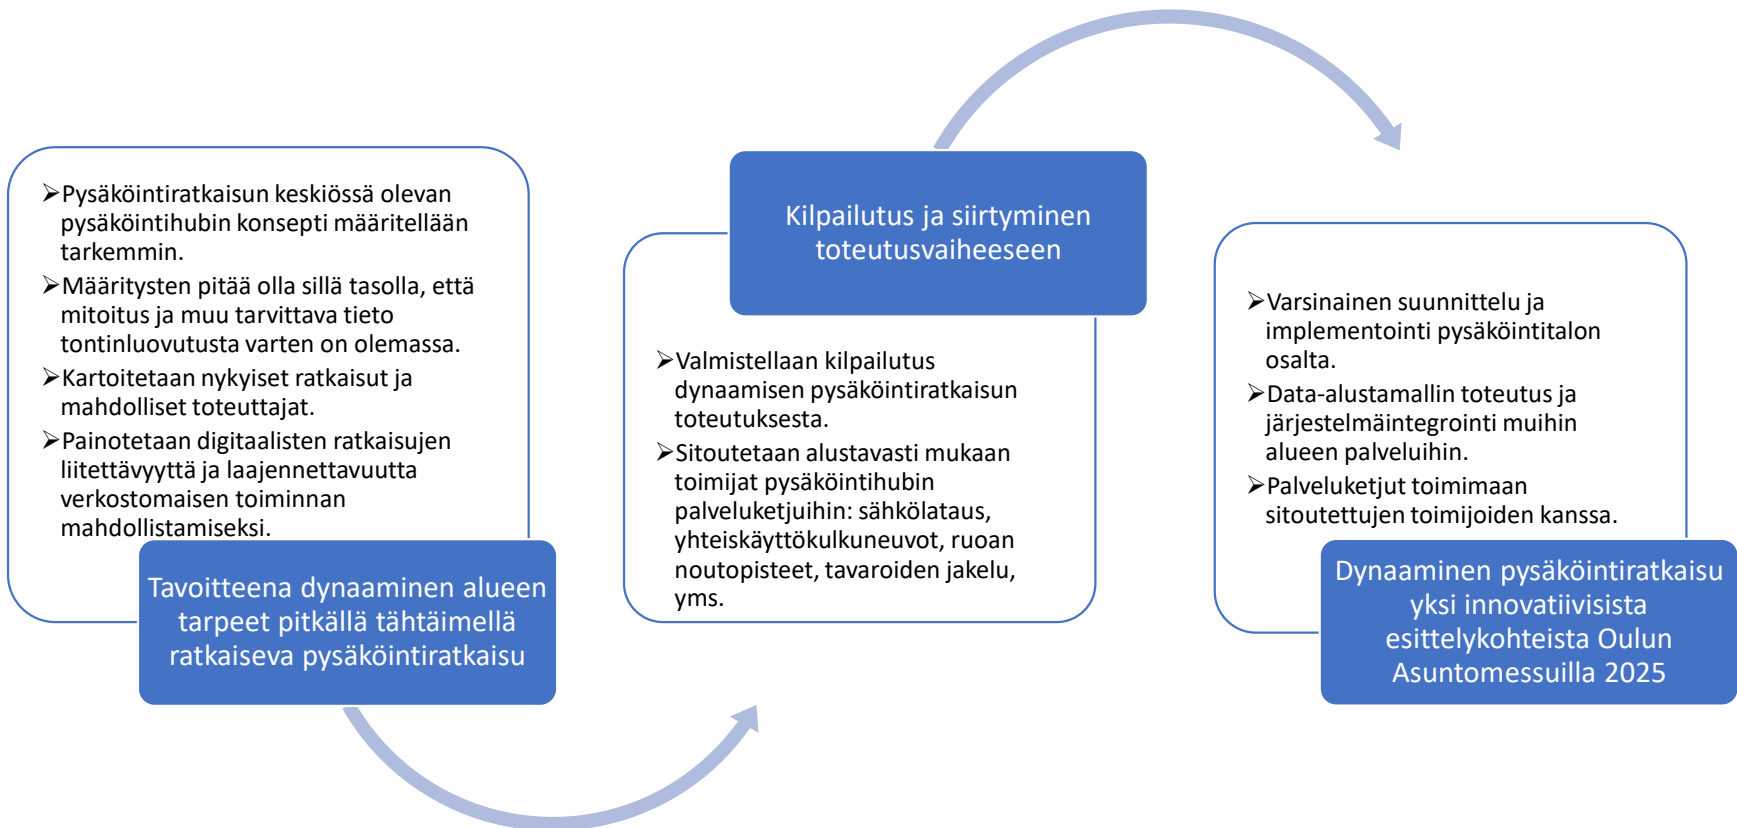 ➢Pysäköintiratkaisun keskiössä olevan
pysäköintihubin konsepti määritellään
tarkemmin.
➢Määritysten pitää olla sillä tasolla, että
mitoitus ja muu tarvittava tieto
tontinluovutusta varten on olemassa.
➢Kartoitetaan nykyiset ratkaisut ja
mahdolliset toteuttajat.
➢Painotetaan digitaalisten ratkaisujen
liitettävyyttä ja laajennettavuutta
verkostomaisen toiminnan
mahdollistamiseksi.
Tavoitteena dynaaminen alueen
tarpeet pitkällä tähtäimellä
ratkaiseva pysäköintiratkaisu
Kilpailutus ja siirtyminen
toteutusvaiheeseen
➢Valmistellaan kilpailutus
dynaamisen pysäköintiratkaisun
toteutuksesta.
➢Sitoutetaan alustavasti mukaan
toimijat pysäköintihubin
palveluketjuihin: sähkölataus,
yhteiskäyttökulkuneuvot, ruoan
noutopisteet, tavaroiden jakelu,
yms.
➢Varsinainen suunnittelu ja
implementointi pysäköintitalon
osalta.
➢Data-alustamallin toteutus ja
järjestelmäintegrointi muihin
alueen palveluihin.
➢Palveluketjut toimimaan
sitoutettujen toimijoiden kanssa.
Dynaaminen pysäköintiratkaisu
yksi innovatiivisista
esittelykohteista Oulun
Asuntomessuilla 2025